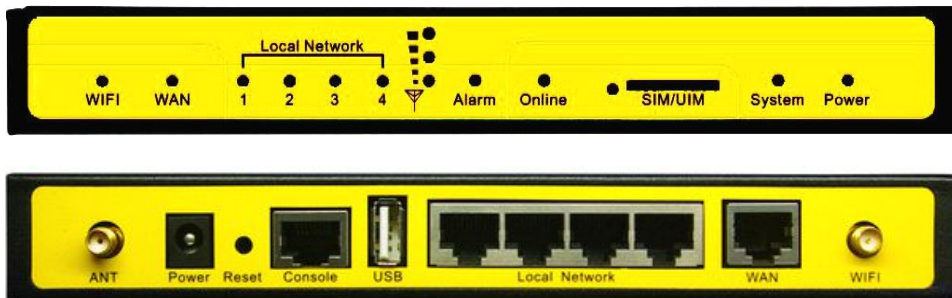 Local Network
WIFI WAN 1 2 3 4 Alarm Online SIM/UIM System Power
ANT Power Reset Console USB Local Network WAN WIFI